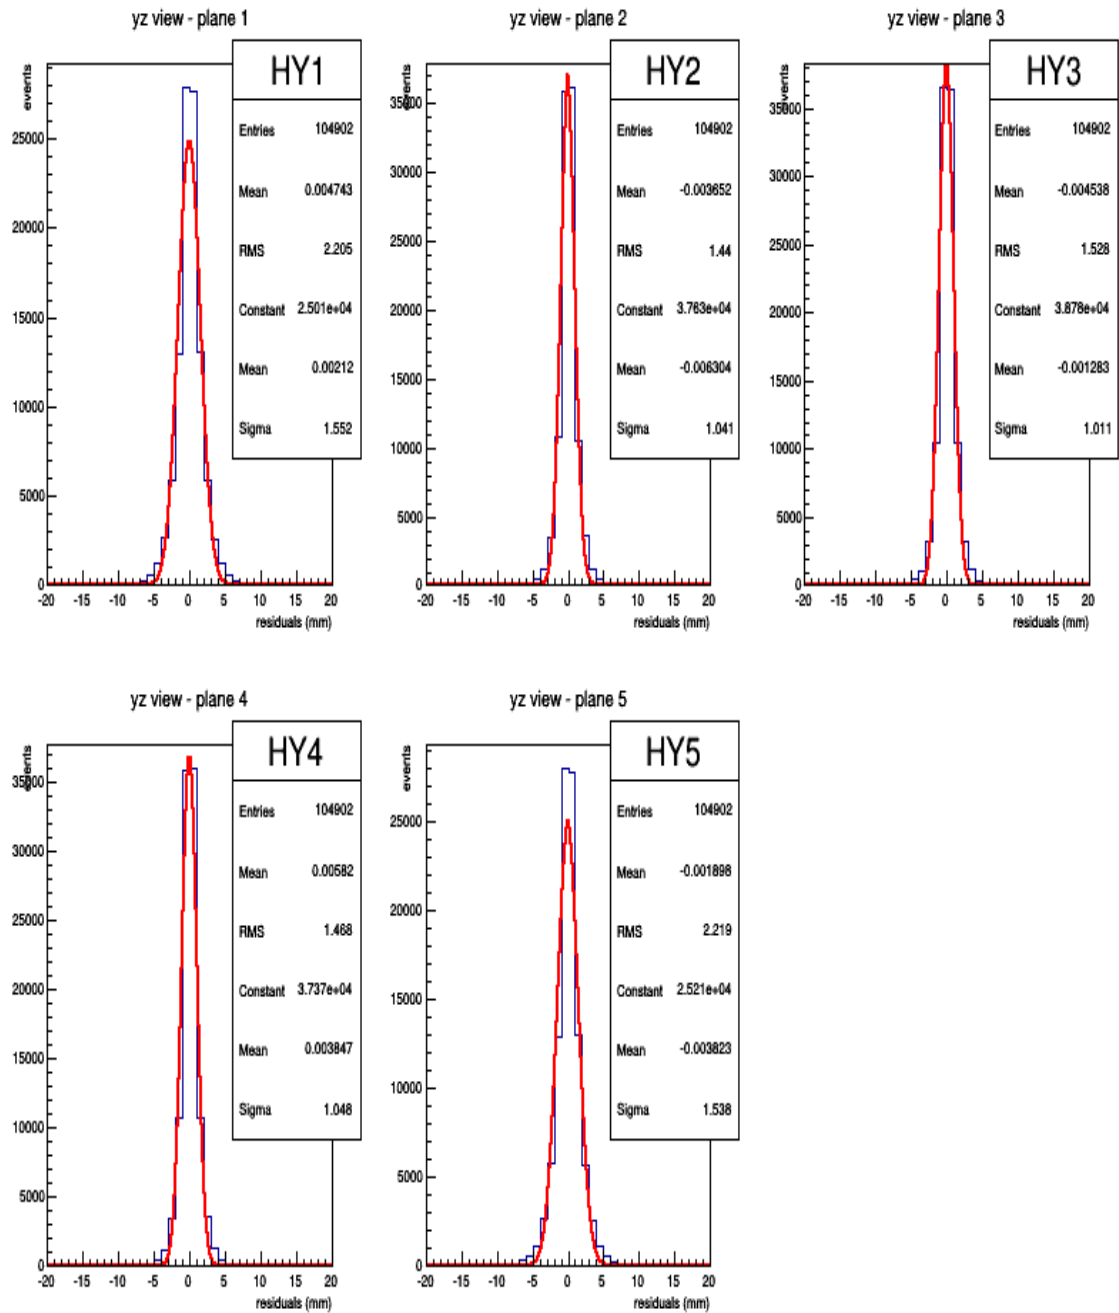 yz view - plane 1
HY1
Entries 104902
Mean 0.004743
RMS 2.205
Constant 2.501e+04
Mean 0.00212
Sigma 1.552
events
25000
20000
15000
10000
5000
0
-20 -15 -10 -5 0 5 10 15 20
residuals (mm)
yz view - plane 2
HY2
Entries 104902
Mean -0.003652
RMS 1.44
Constant 3.763e+04
Mean -0.006304
Sigma 1.041
events
35000
30000
25000
20000
15000
10000
5000
0
-20 -15 -10 -5 0 5 10 15 20
residuals (mm)
yz view - plane 3
HY3
Entries 104902
Mean -0.004538
RMS 1.528
Constant 3.878e+04
Mean -0.001283
Sigma 1.011
events
35000
30000
25000
20000
15000
10000
5000
0
-20 -15 -10 -5 0 5 10 15 20
residuals (mm)
yz view - plane 4
HY4
Entries 104902
Mean 0.00582
RMS 1.468
Constant 3.737e+04
Mean 0.003847
Sigma 1.048
events
35000
30000
25000
20000
15000
10000
5000
0
-20 -15 -10 -5 0 5 10 15 20
residuals (mm)
yz view - plane 5
HY5
Entries 104902
Mean -0.001898
RMS 2.219
Constant 2.521e+04
Mean -0.003823
Sigma 1.538
events
25000
20000
15000
10000
5000
0
-20 -15 -10 -5 0 5 10 15 20
residuals (mm)